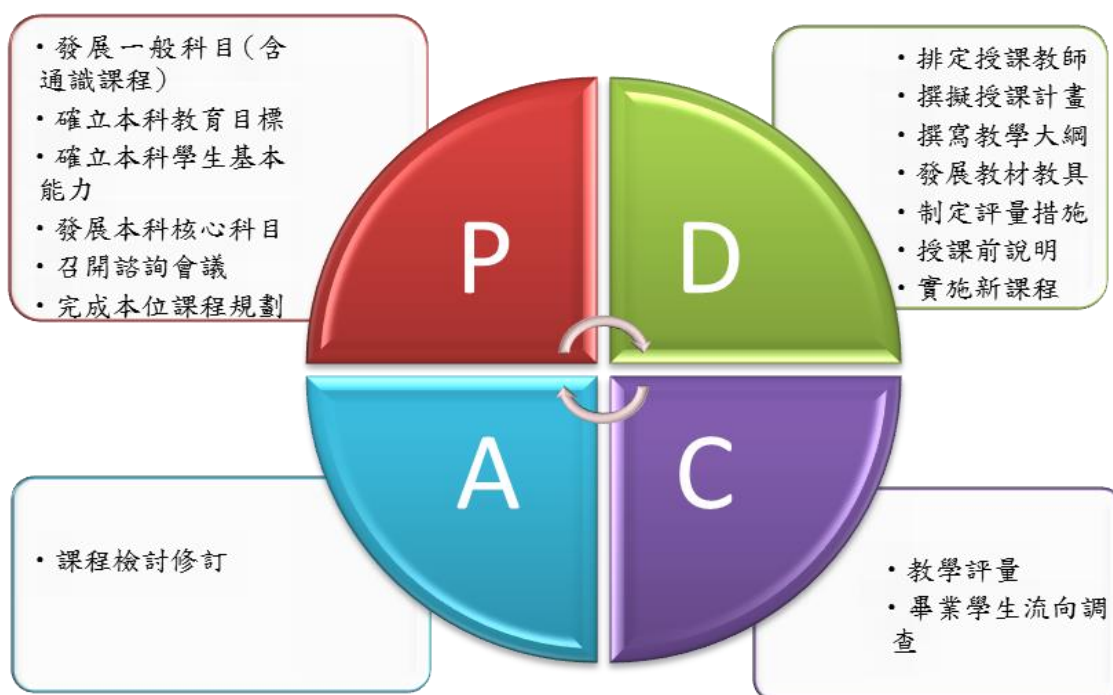 ・發展一般科目(含
通識課程)
・確立本科教育目標
・確立本科學生基本
能力
・發展本科核心科目
・召開諮詢會議
・完成本位課程規劃
P
D
・排定授課教師
・撰擬授課計畫
・撰寫教學大綱
・發展教材教具
・制定評量措施
・授課前說明
・實施新課程
A
C
・課程檢討修訂
・教學評量
・畢業學生流向調
查